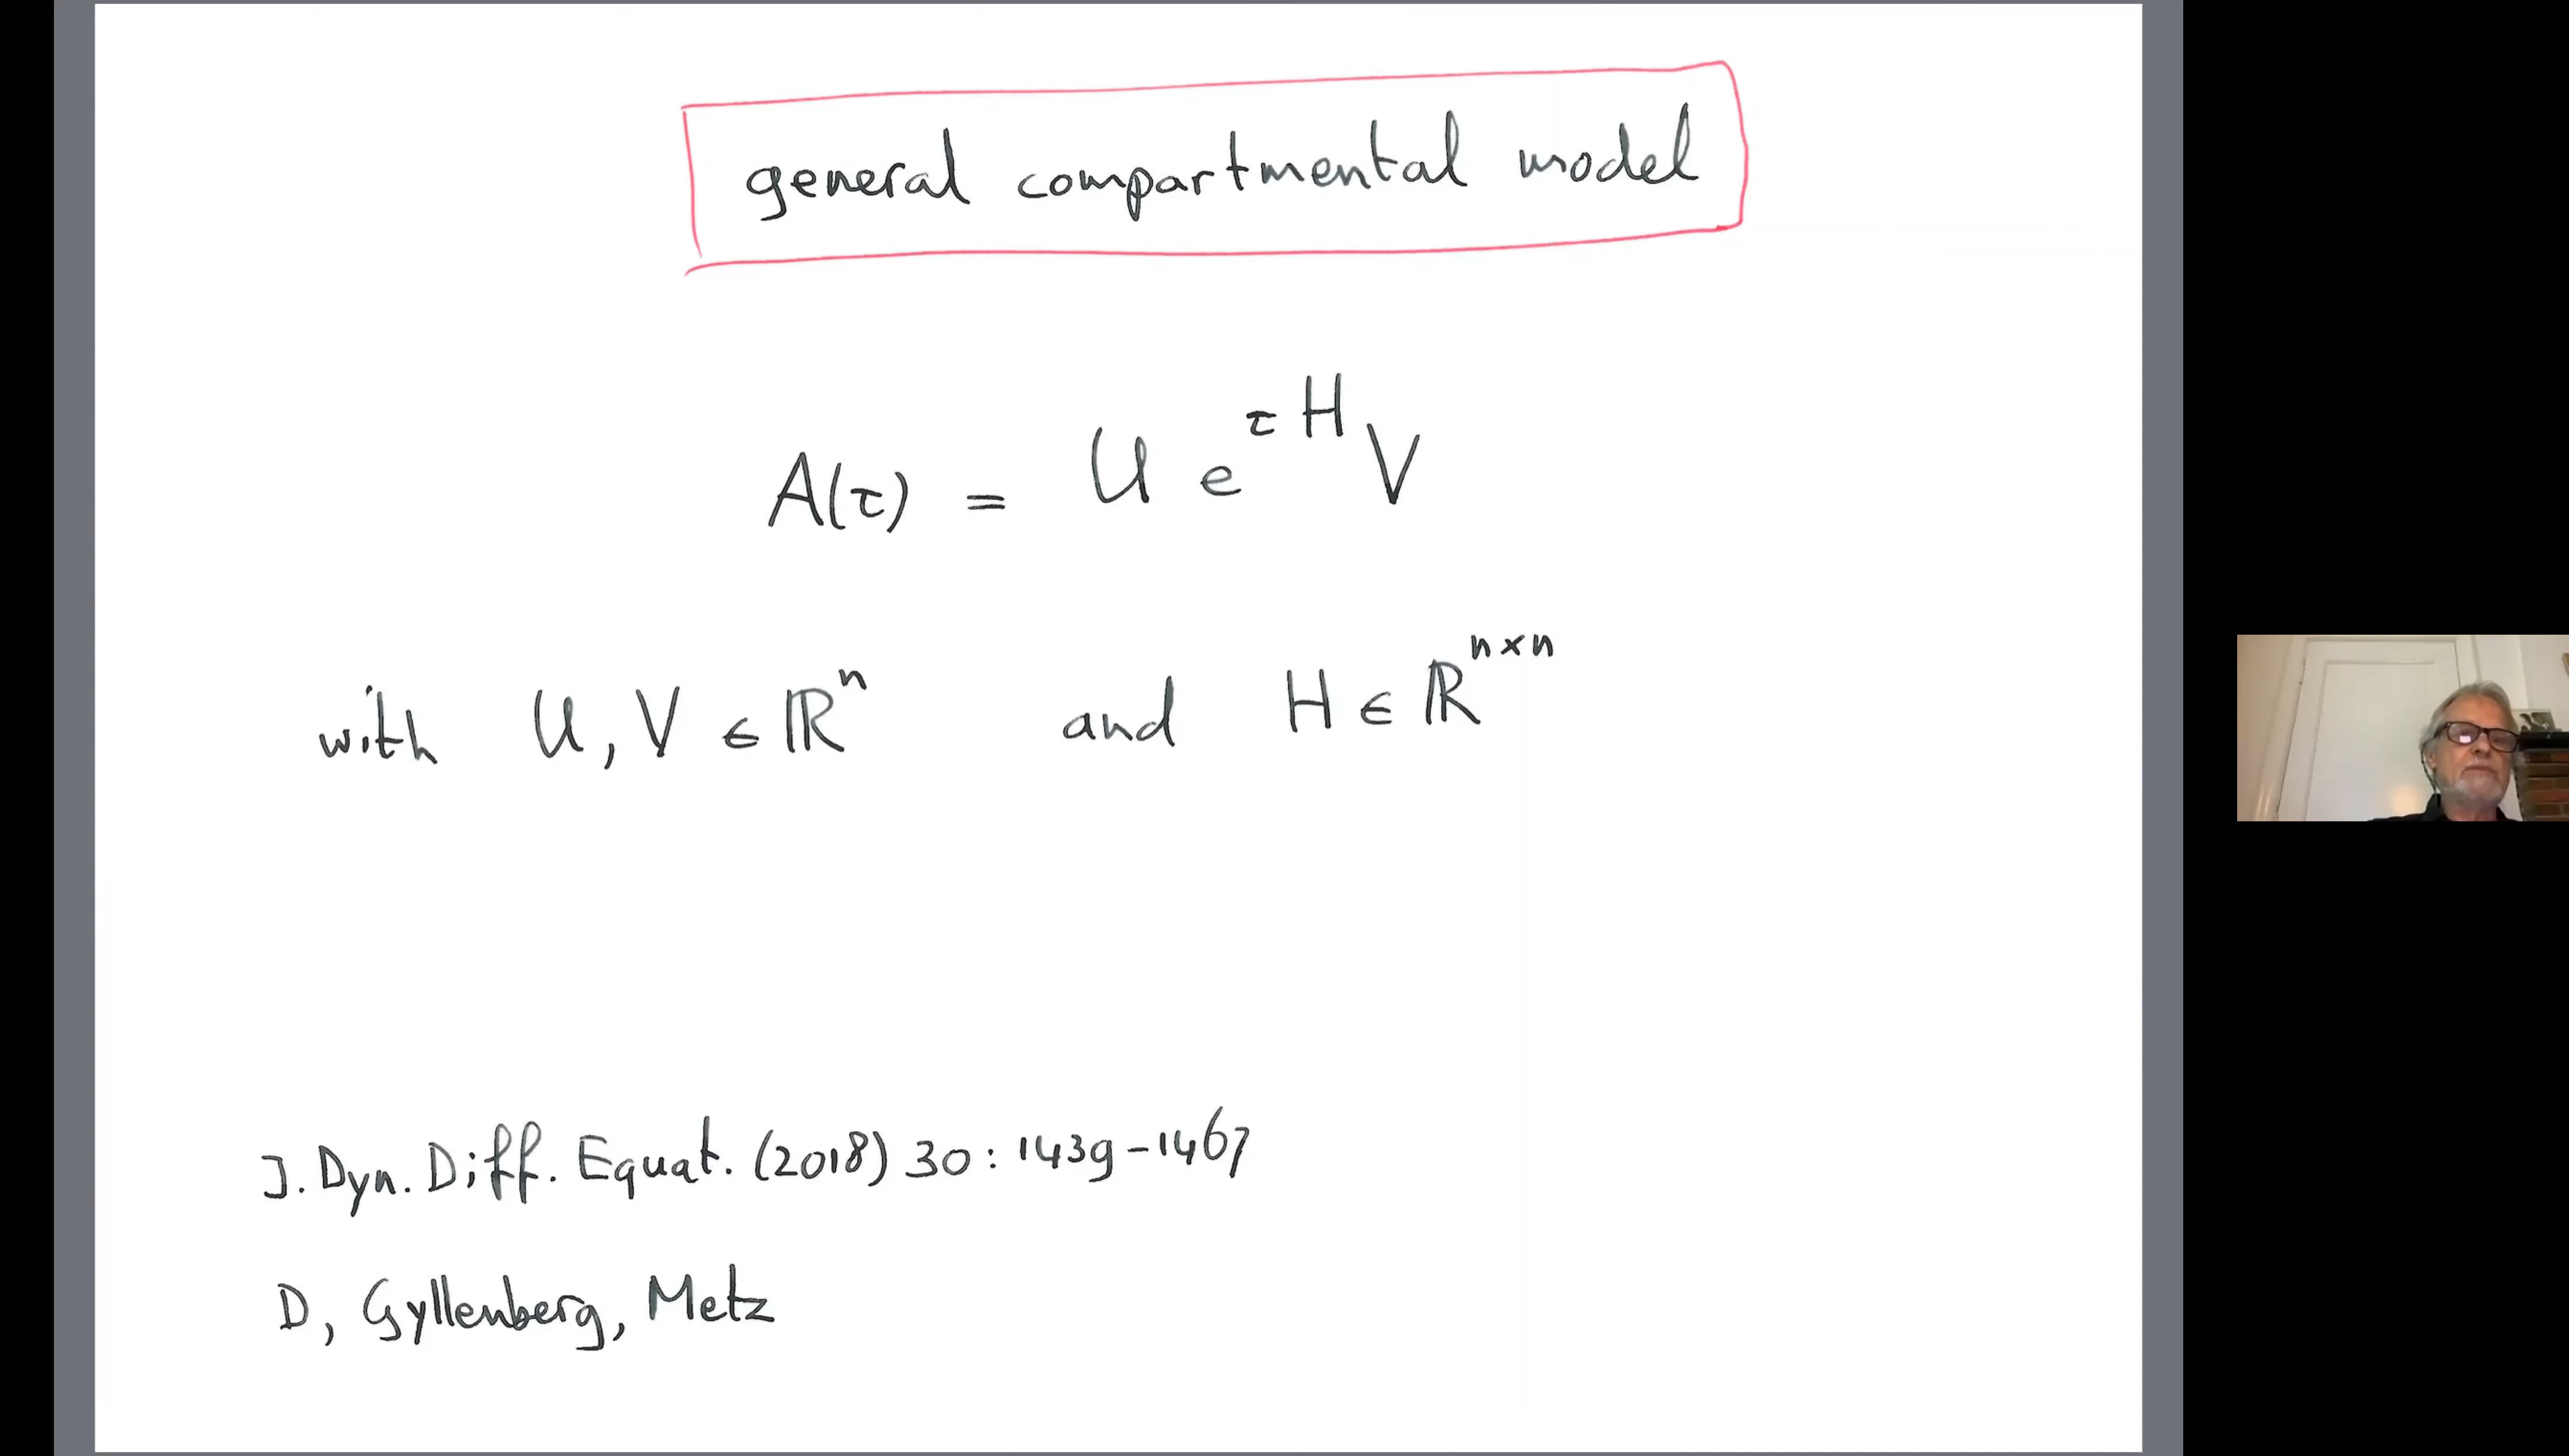 general compartmental model
A(τ) = U e^{τH} V
with U, V ∈ ℝ^n and H ∈ ℝ^{n×n}
J. Dyn. Diff. Equat. (2018) 30: 1439-1467
D, Gyllenberg, Metz